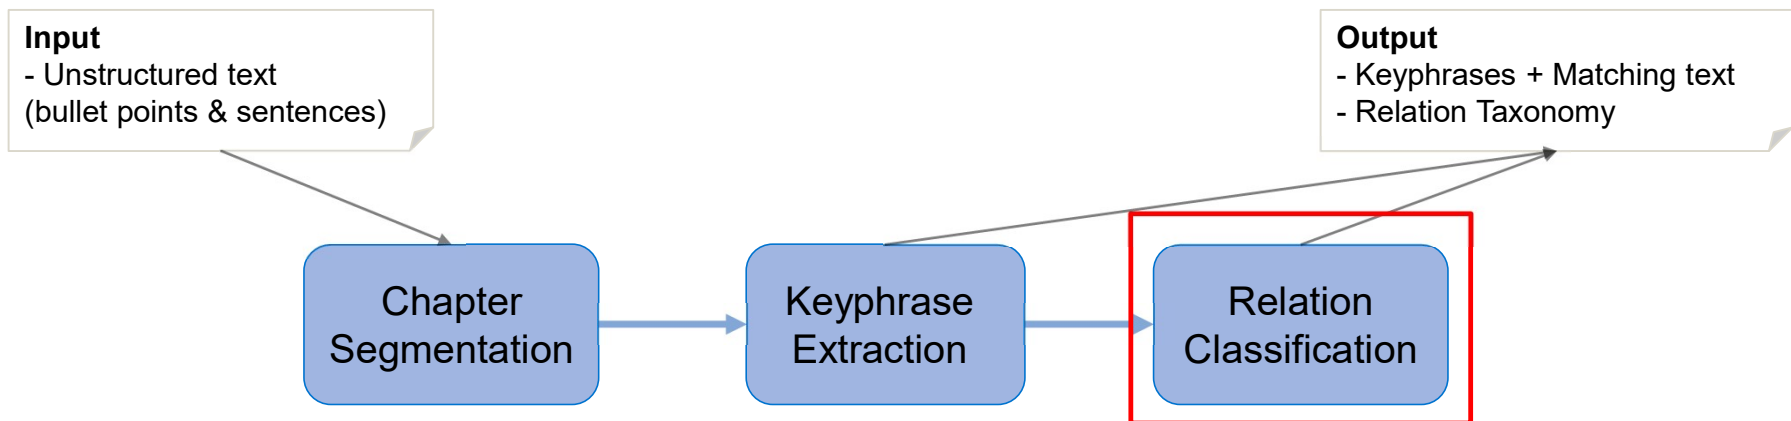 Input
- Unstructured text
(bullet points & sentences)
Output
- Keyphrases + Matching text
- Relation Taxonomy
Chapter
Segmentation
Keyphrase
Extraction
Relation
Classification